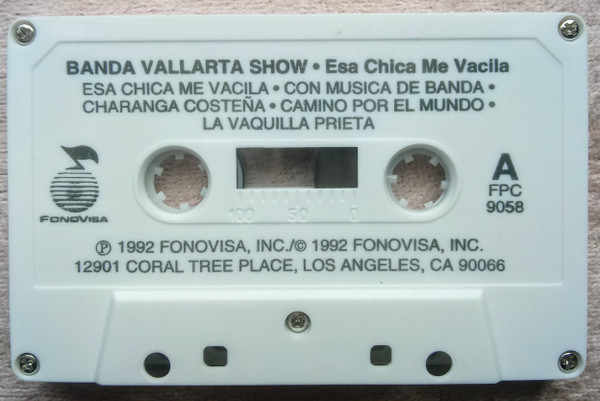 BANDA VALLARTA SHOW • Esa Chica Me Vacila
ESA CHICA ME VACILA • CON MUSICA DE BANDA •
CHARANGA COSTEÑA • CAMINO POR EL MUNDO •
LA VAQUILLA PRIETA
FONOVISA
100 50 0
A
FPC
9058
℗ 1992 FONOVISA, INC./© 1992 FONOVISA, INC.
12901 CORAL TREE PLACE, LOS ANGELES, CA 90066